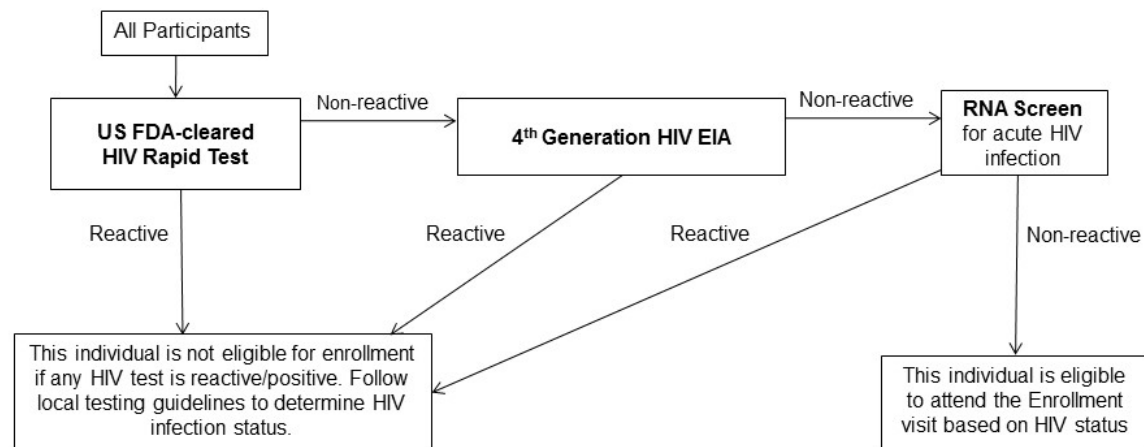 All Participants
US FDA-cleared
HIV Rapid Test
Non-reactive
4th Generation HIV EIA
Non-reactive
RNA Screen
for acute HIV
infection
Reactive
Reactive
Reactive
Non-reactive
This individual is not eligible for enrollment
if any HIV test is reactive/positive. Follow
local testing guidelines to determine HIV
infection status.
This individual is eligible
to attend the Enrollment
visit based on HIV status